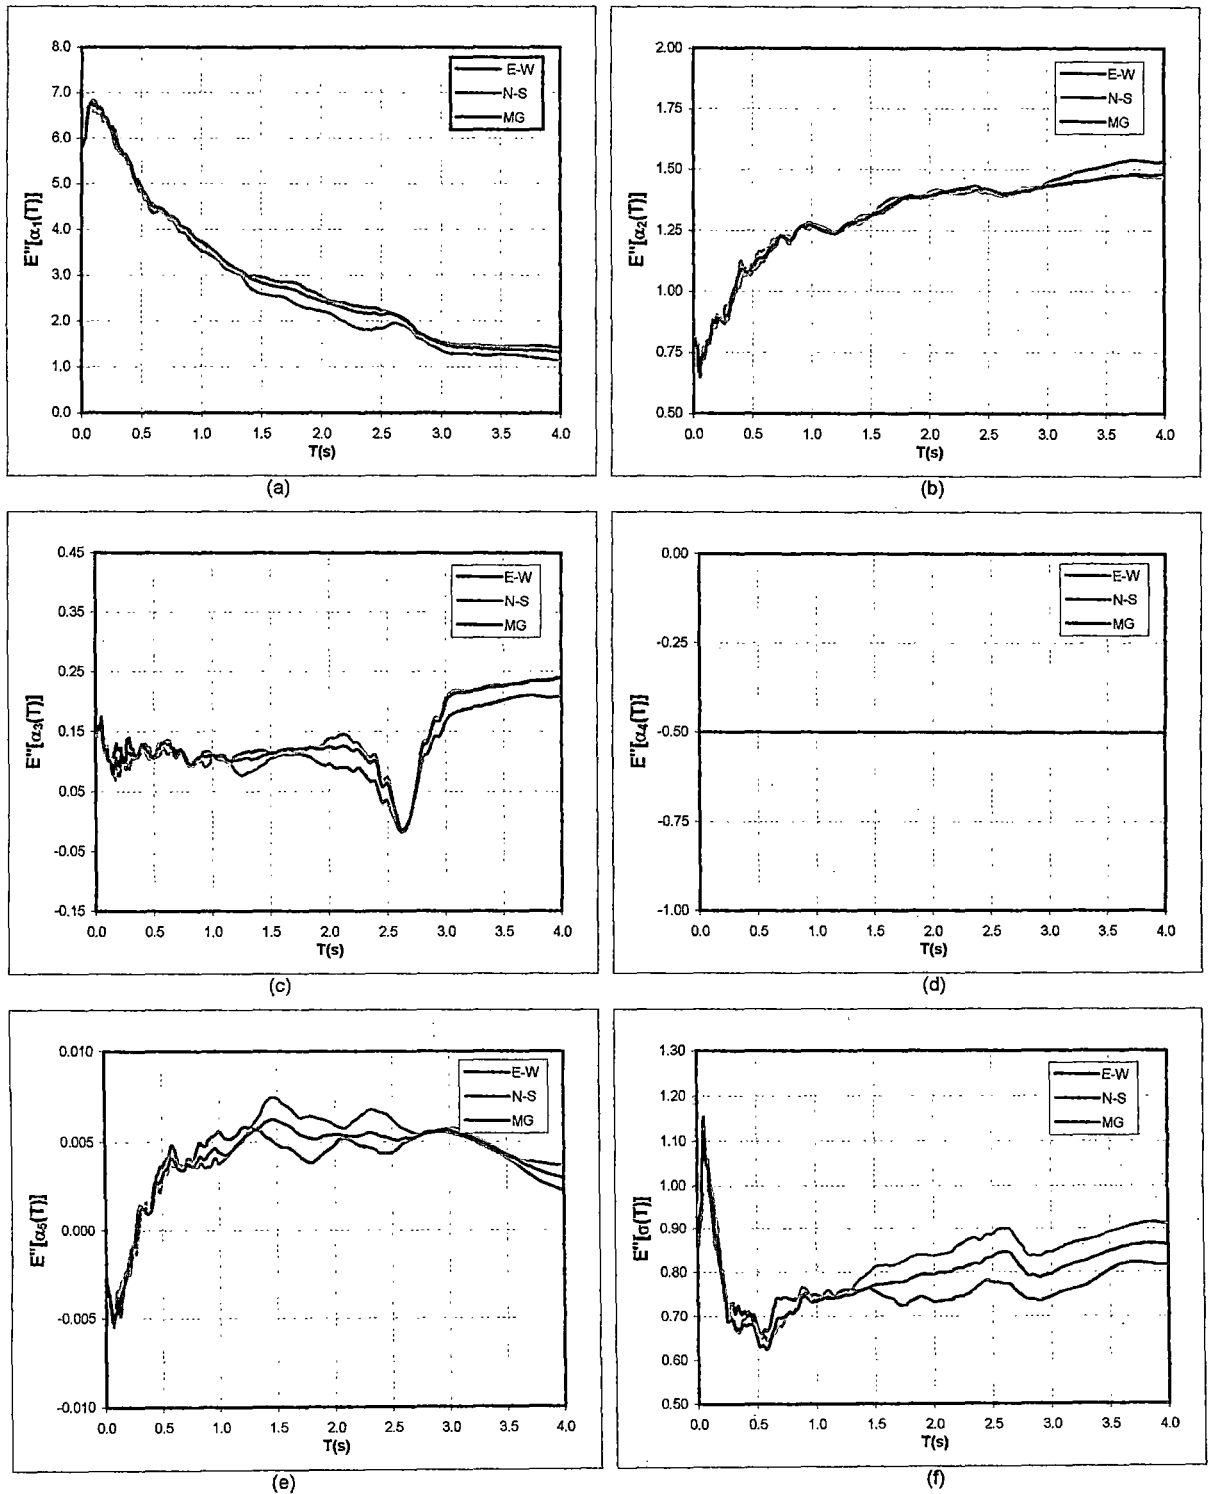 8.0
7.0
6.0
5.0
4.0
3.0
2.0
1.0
0.0
E"[α1(T)]
E-W
N-S
MG
0.0 0.5 1.0 1.5 2.0 2.5 3.0 3.5 4.0
T(s)
(a)
2.00
1.75
1.50
1.25
1.00
0.75
0.50
E"[α2(T)]
E-W
N-S
MG
0.0 0.5 1.0 1.5 2.0 2.5 3.0 3.5 4.0
T(s)
(b)
0.45
0.35
0.25
0.15
0.05
-0.05
-0.15
E"[α3(T)]
E-W
N-S
MG
0.0 0.5 1.0 1.5 2.0 2.5 3.0 3.5 4.0
T(s)
(c)
0.00
-0.25
-0.50
-0.75
-1.00
E"[α4(T)]
E-W
N-S
MG
0.0 0.5 1.0 1.5 2.0 2.5 3.0 3.5 4.0
T(s)
(d)
0.010
0.005
0.000
-0.005
-0.010
E"[α5(T)]
E-W
N-S
MG
0.0 0.5 1.0 1.5 2.0 2.5 3.0 3.5 4.0
T(s)
(e)
1.30
1.20
1.10
1.00
0.90
0.80
0.70
0.60
0.50
E"[σ(T)]
E-W
N-S
MG
0.0 0.5 1.0 1.5 2.0 2.5 3.0 3.5 4.0
T(s)
(f)